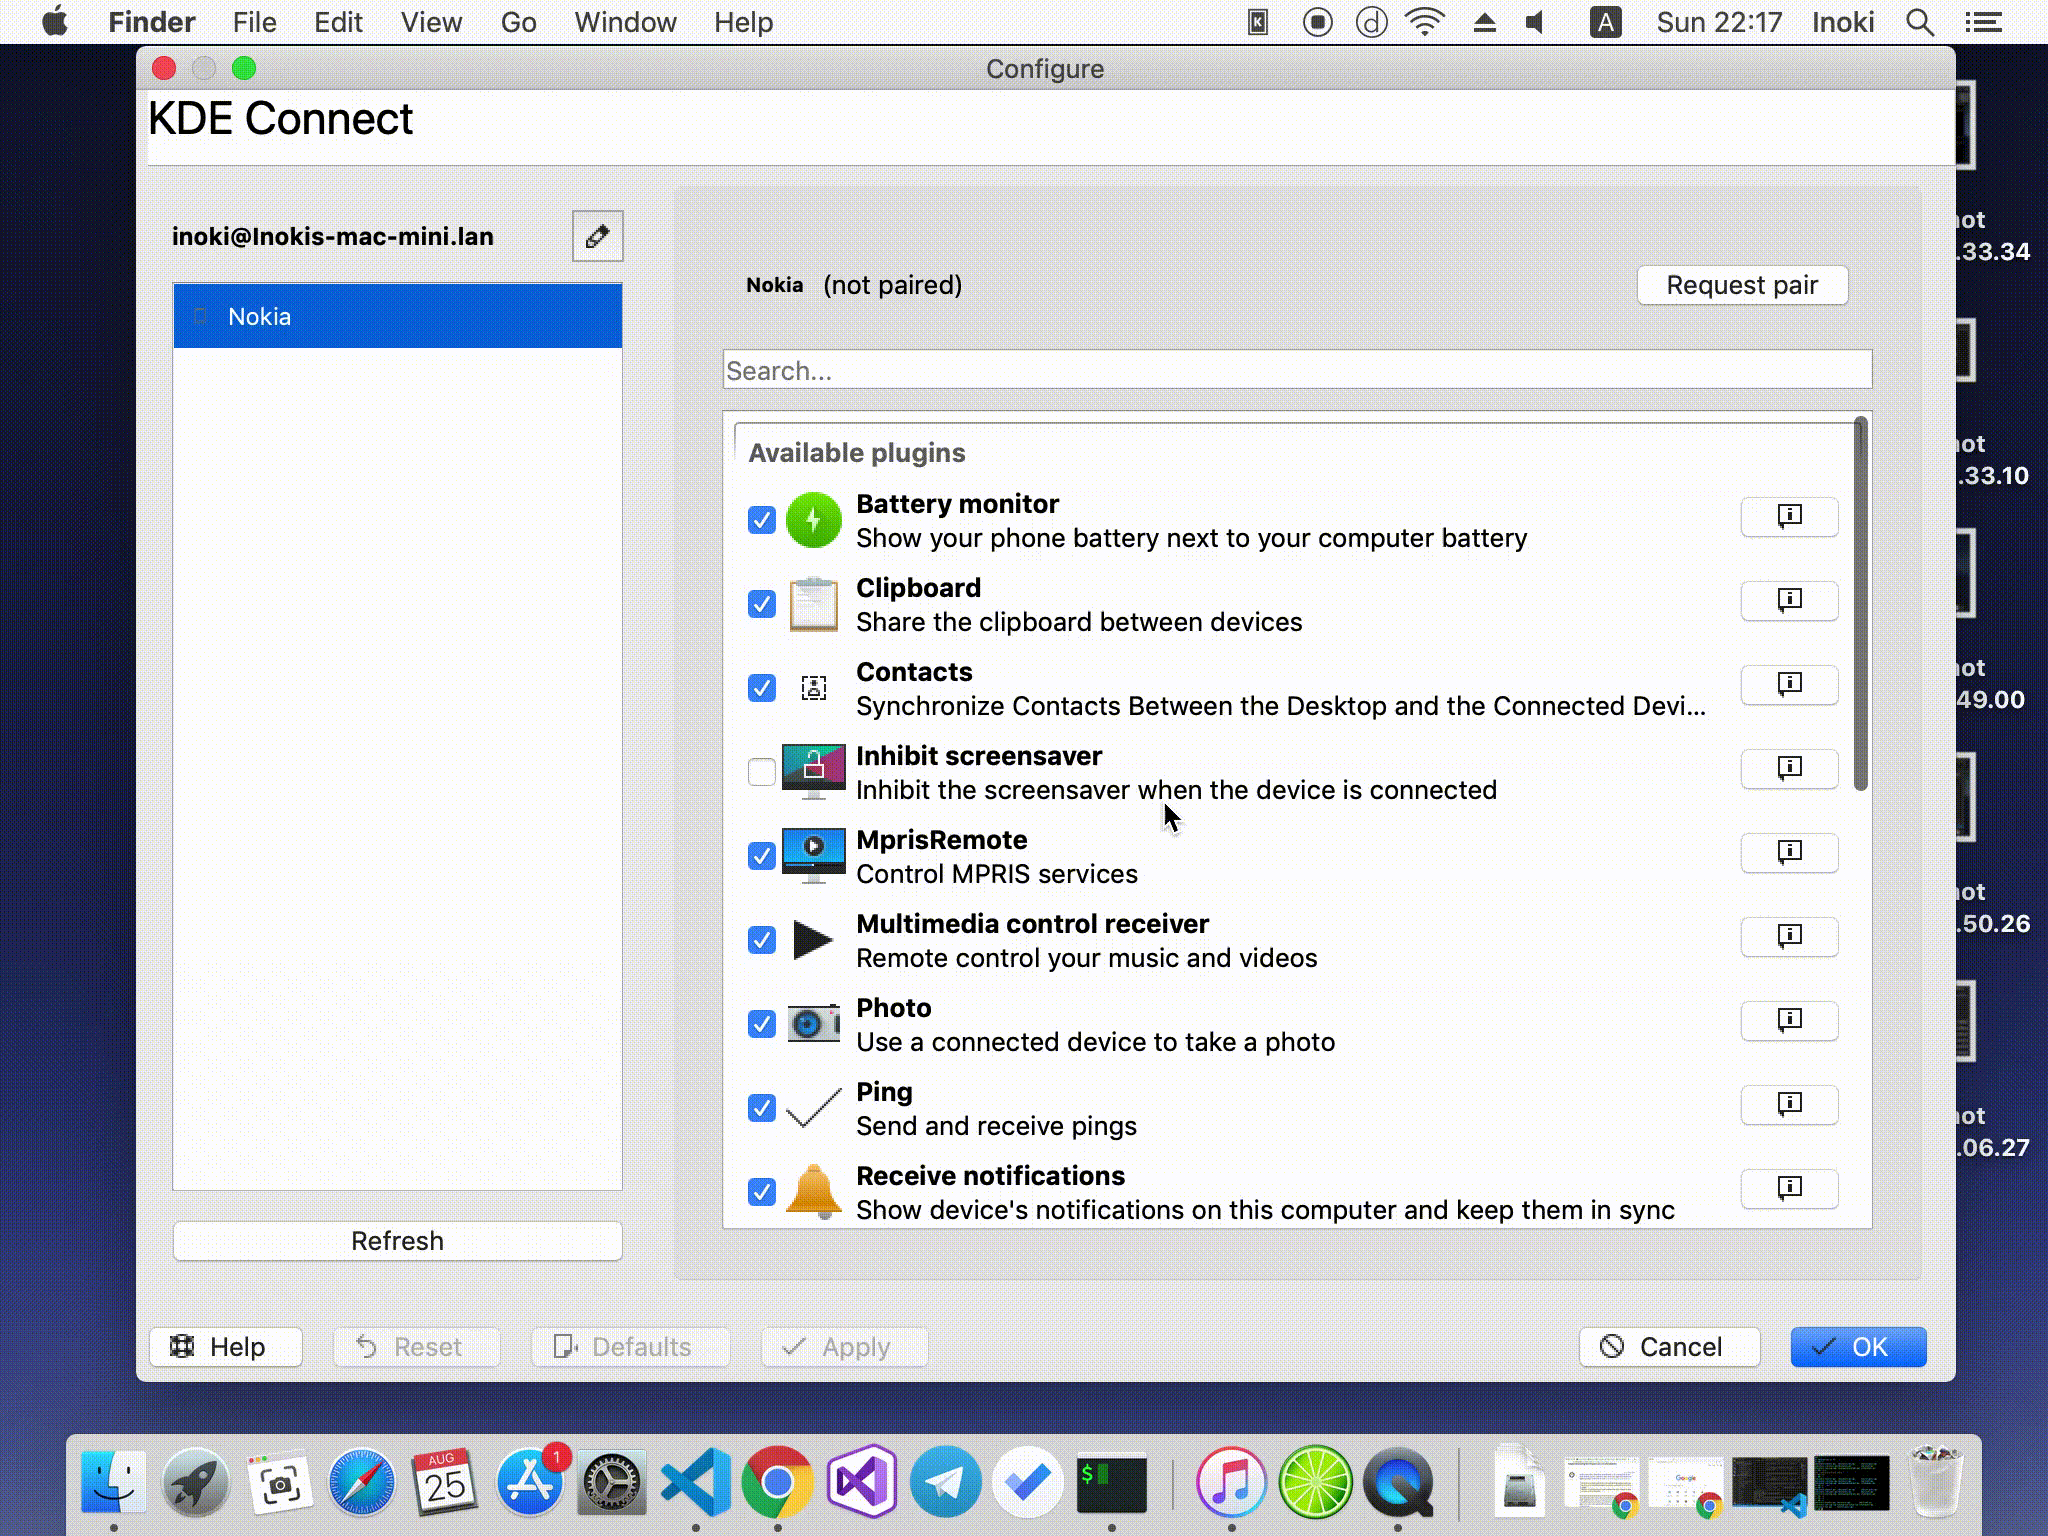 Finder File Edit View Go Window Help
d A Sun 22:17 Inoki
Configure
KDE Connect
inoki@Inokis-mac-mini.lan
Nokia
Refresh
Nokia (not paired)
Request pair
Search...
Available plugins
Battery monitor
Show your phone battery next to your computer battery
Clipboard
Share the clipboard between devices
Contacts
Synchronize Contacts Between the Desktop and the Connected Devi...
Inhibit screensaver
Inhibit the screensaver when the device is connected
MprisRemote
Control MPRIS services
Multimedia control receiver
Remote control your music and videos
Photo
Use a connected device to take a photo
Ping
Send and receive pings
Receive notifications
Show device's notifications on this computer and keep them in sync
Help Reset Defaults Apply Cancel OK
.33.34
.33.10
49.00
.50.26
.06.27
AUG
25
1
$